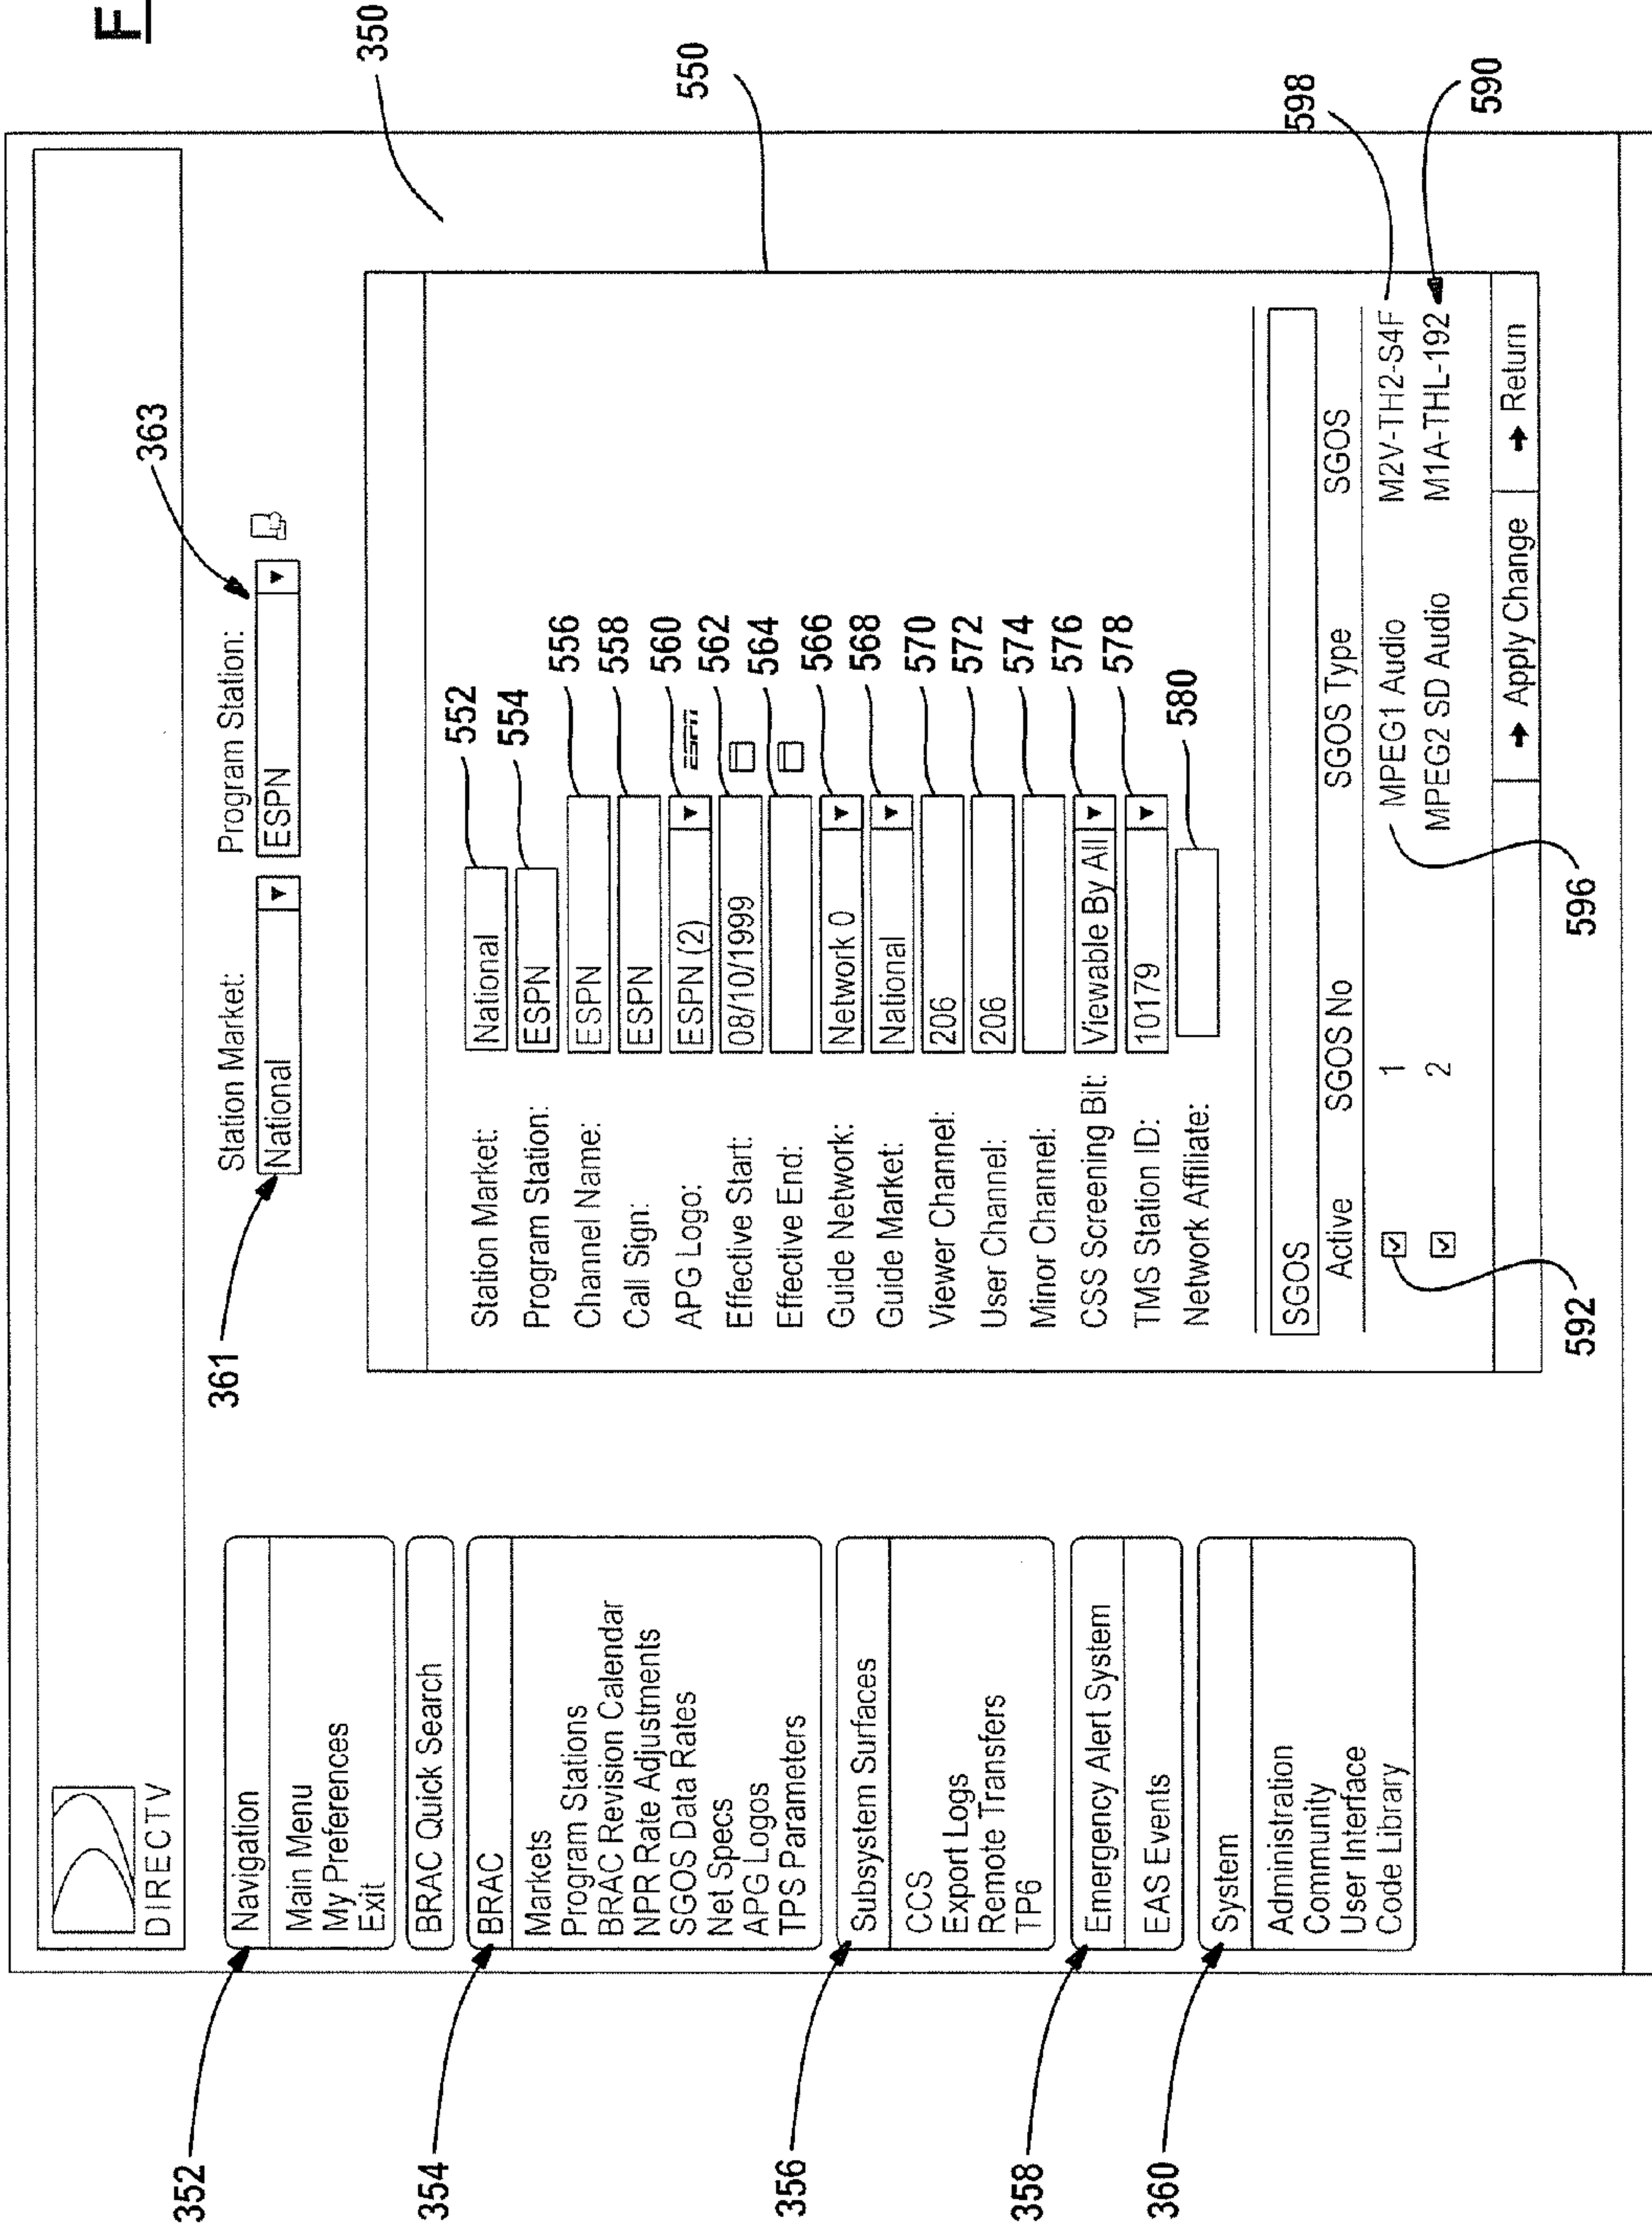 F
350
DIRECTV
352
Navigation
Main Menu
My Preferences
Exit
BRAC Quick Search
354
BRAC
Markets
Program Stations
BRAC Revision Calendar
NPR Rate Adjustments
SGOS Data Rates
Net Specs
APG Logos
TPS Parameters
356
Subsystem Surfaces
CCS
Export Logs
Remote Transfers
TP6
358
Emergency Alert System
EAS Events
360
System
Administration
Community
User Interface
Code Library
361
Station Market:
National
Program Station:
ESPN
363
550
Station Market: National 552
Program Station: ESPN 554
Channel Name: ESPN 556
Call Sign: ESPN 558
APG Logo: ESPN (2) ESPN 560
Effective Start: 08/10/1999 562
Effective End: 564
Guide Network: Network 0 566
Guide Market: National 568
Viewer Channel: 206 570
User Channel: 206 572
Minor Channel: 574
CSS Screening Bit: Viewable By All 576
TMS Station ID: 10179 578
Network Affiliate: 580
SGOS
Active SGOS No SGOS Type SGOS
1 MPEG1 Audio M2V-TH2-S4F 598
2 MPEG2 SD Audio M1A-THL-192 590
Apply Change Return
592 596